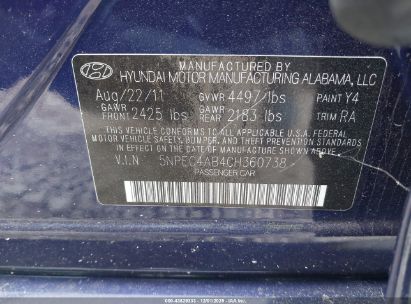 HYUNDAI MOTOR MANUFACTURING ALABAMA, LLC
Aug/22/11 GVWR 4497 lbs PAINT Y4
GAWR FRONT 2425 lbs GAWR REAR 2183 lbs TRIM RA
THIS VEHICLE CONFORMS TO ALL APPLICABLE U.S. FEDERAL
MOTOR VEHICLE SAFETY, BUMPER, AND THEFT PREVENTION
STANDARDS IN EFFECT ON THE DATE OF MANUFACTURE SHOWN ABOVE.
V.I.N 5NPEC4AB4CH360738
PASSENGER CAR